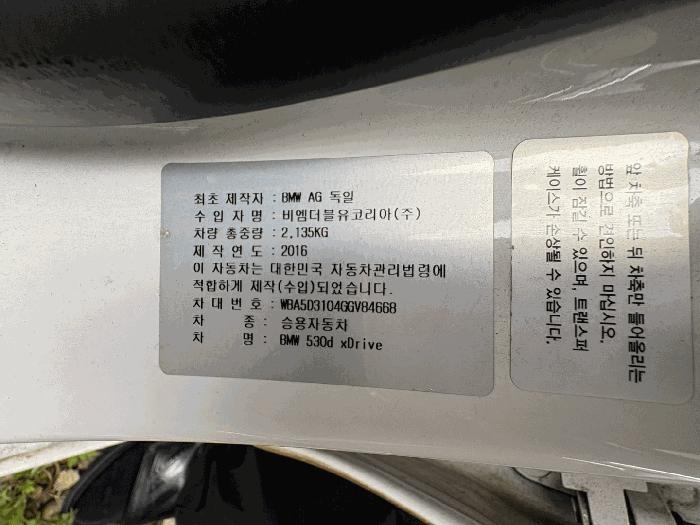 최초 제작자 : BMW AG 독일
수 입 자 명 : 비엠더블유코리아(주)
차량 총중량 : 2,135KG
제 작 연 도 : 2016
이 자동차는 대한민국 자동차관리법령에
적합하게 제작(수입)되었습니다.
차 대 번 호 : WBA5D3104GGV84668
차 종 : 승용자동차
차 명 : BMW 530d xDrive
앞 차축 또는 뒤 차축만 들어올리는
방법으로 견인하지 마십시오.
휠이 잠길 수 있으며, 트랜스퍼
케이스가 손상될 수 있습니다.